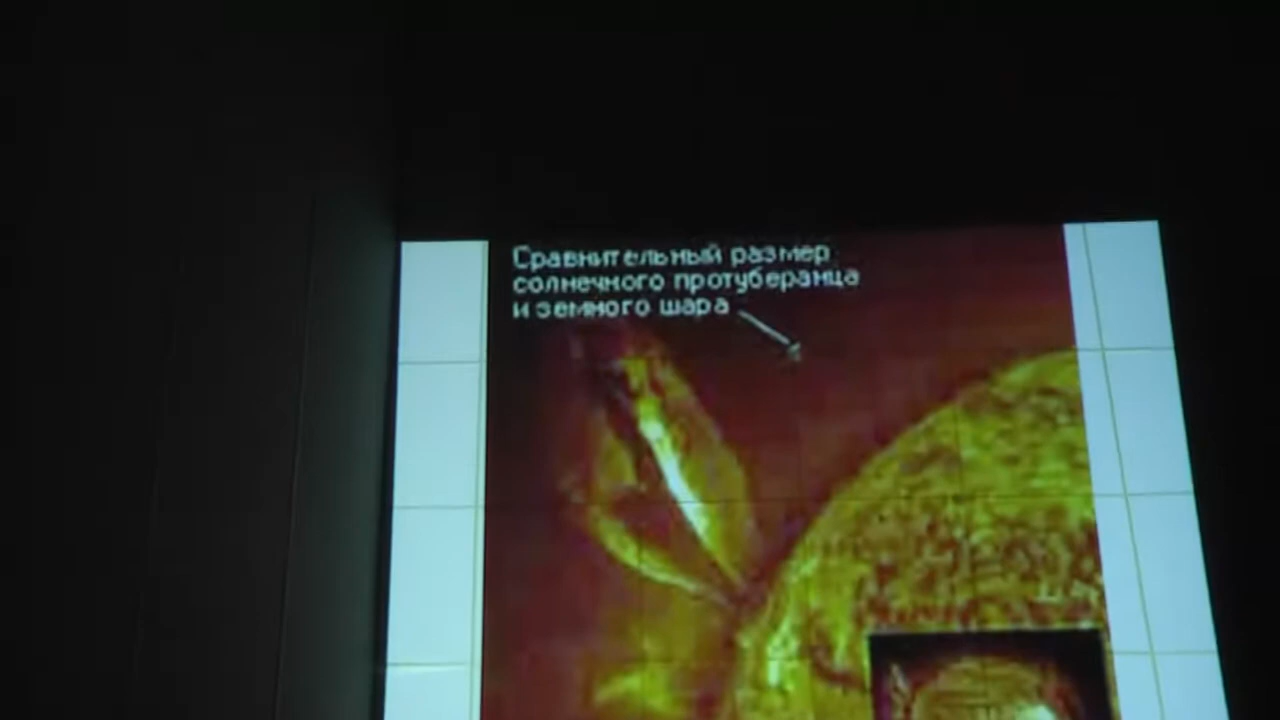 Сравнительный размер
солнечного протуберанца
и земного шара